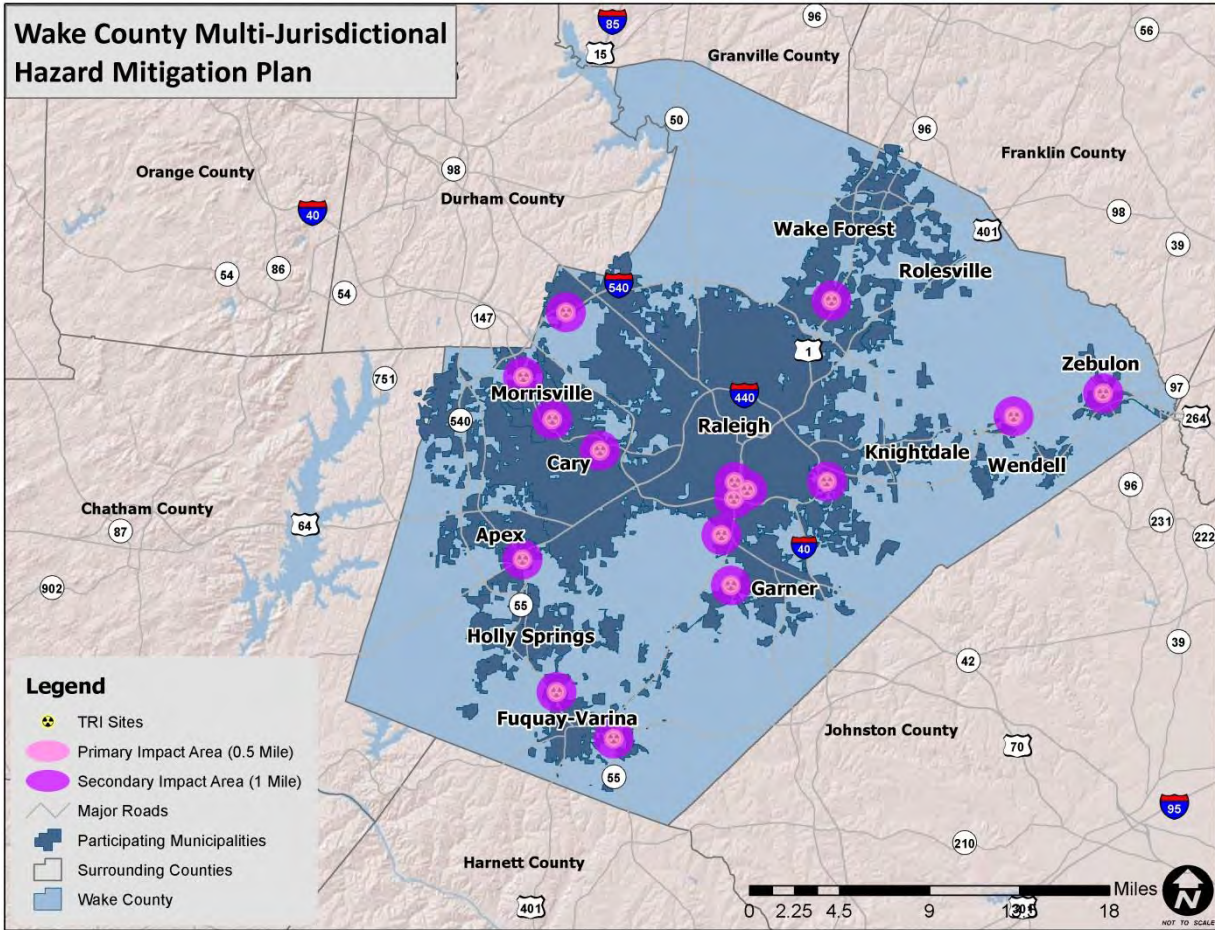 Wake County Multi-Jurisdictional
Hazard Mitigation Plan
85
15
96
56
Granville County
50
96
Franklin County
Orange County
98
Durham County
40
98
401
39
Wake Forest
Rolesville
54
86
54
540
147
1
Zebulon
97
264
751
Morrisville
440
540
Raleigh
Cary
Knightdale
Wendell
96
231
222
Chatham County
87
64
Apex
40
902
55
Garner
Holly Springs
39
42
Fuquay-Varina
Johnston County
70
55
95
210
Harnett County
401
301
Legend
TRI Sites
Primary Impact Area (0.5 Mile)
Secondary Impact Area (1 Mile)
Major Roads
Participating Municipalities
Surrounding Counties
Wake County
Miles
0 2.25 4.5 9 13.5 18
N
NOT TO SCALE